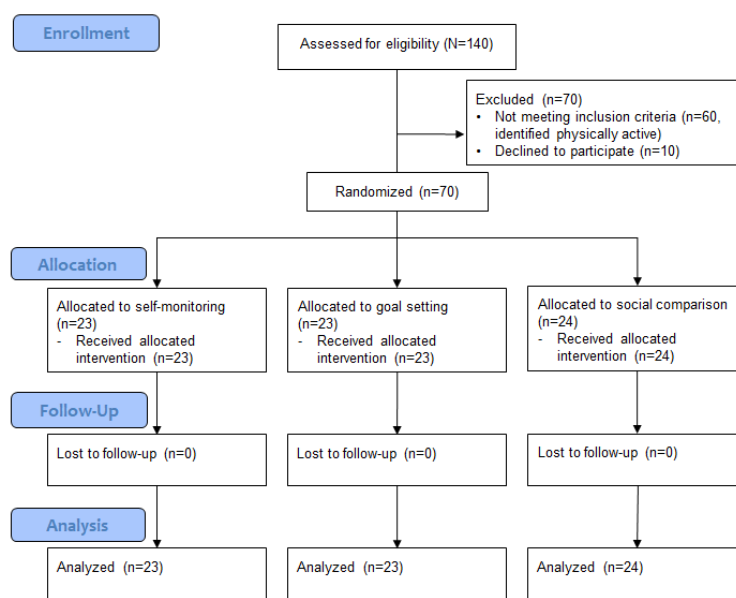 Enrollment
Assessed for eligibility (N=140)
Excluded (n=70)
• Not meeting inclusion criteria (n=60,
identified physically active)
• Declined to participate (n=10)
Randomized (n=70)
Allocation
Allocated to self-monitoring
(n=23)
- Received allocated
intervention (n=23)
Allocated to goal setting
(n=23)
- Received allocated
intervention (n=23)
Allocated to social comparison
(n=24)
- Received allocated
intervention (n=24)
Follow-Up
Lost to follow-up (n=0)
Lost to follow-up (n=0)
Lost to follow-up (n=0)
Analysis
Analyzed (n=23)
Analyzed (n=23)
Analyzed (n=24)